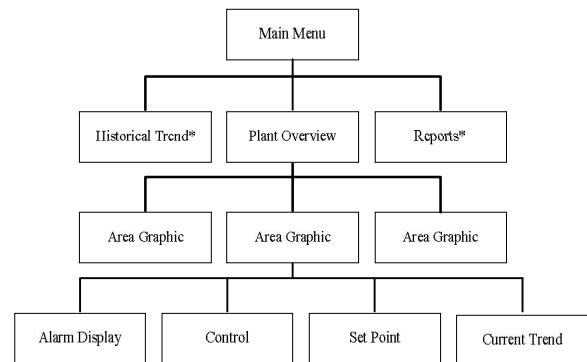 Main Menu
Historical Trend*
Plant Overview
Reports*
Area Graphic
Area Graphic
Area Graphic
Alarm Display
Control
Set Point
Current Trend